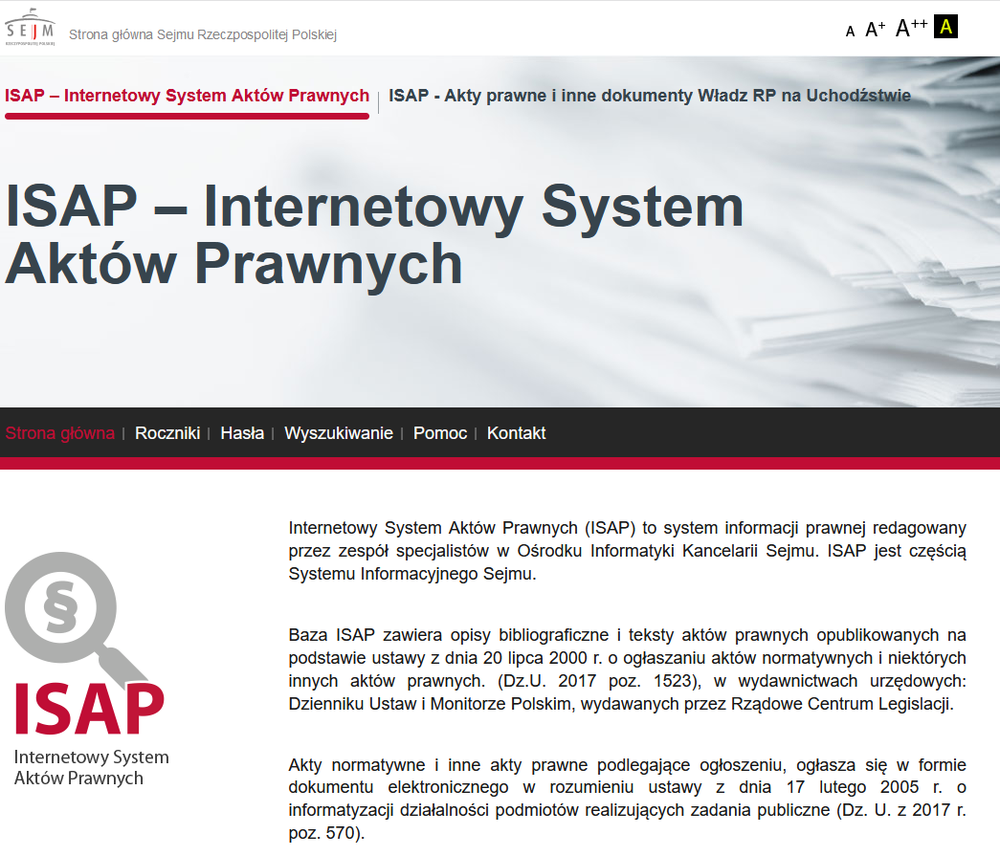 SEJM
RZECZYPOSPOLITEJ POLSKIEJ
Strona główna Sejmu Rzeczpospolitej Polskiej
A A+ A++ A
ISAP – Internetowy System Aktów Prawnych
ISAP - Akty prawne i inne dokumenty Władz RP na Uchodźstwie
ISAP – Internetowy System
Aktów Prawnych
Strona główna | Roczniki | Hasła | Wyszukiwanie | Pomoc | Kontakt
§
ISAP
Internetowy System
Aktów Prawnych
Internetowy System Aktów Prawnych (ISAP) to system informacji prawnej redagowany
przez zespół specjalistów w Ośrodku Informatyki Kancelarii Sejmu. ISAP jest częścią
Systemu Informacyjnego Sejmu.
Baza ISAP zawiera opisy bibliograficzne i teksty aktów prawnych opublikowanych na
podstawie ustawy z dnia 20 lipca 2000 r. o ogłaszaniu aktów normatywnych i niektórych
innych aktów prawnych. (Dz.U. 2017 poz. 1523), w wydawnictwach urzędowych:
Dzienniku Ustaw i Monitorze Polskim, wydawanych przez Rządowe Centrum Legislacji.
Akty normatywne i inne akty prawne podlegające ogłoszeniu, ogłasza się w formie
dokumentu elektronicznego w rozumieniu ustawy z dnia 17 lutego 2005 r. o
informatyzacji działalności podmiotów realizujących zadania publiczne (Dz. U. z 2017 r.
poz. 570).